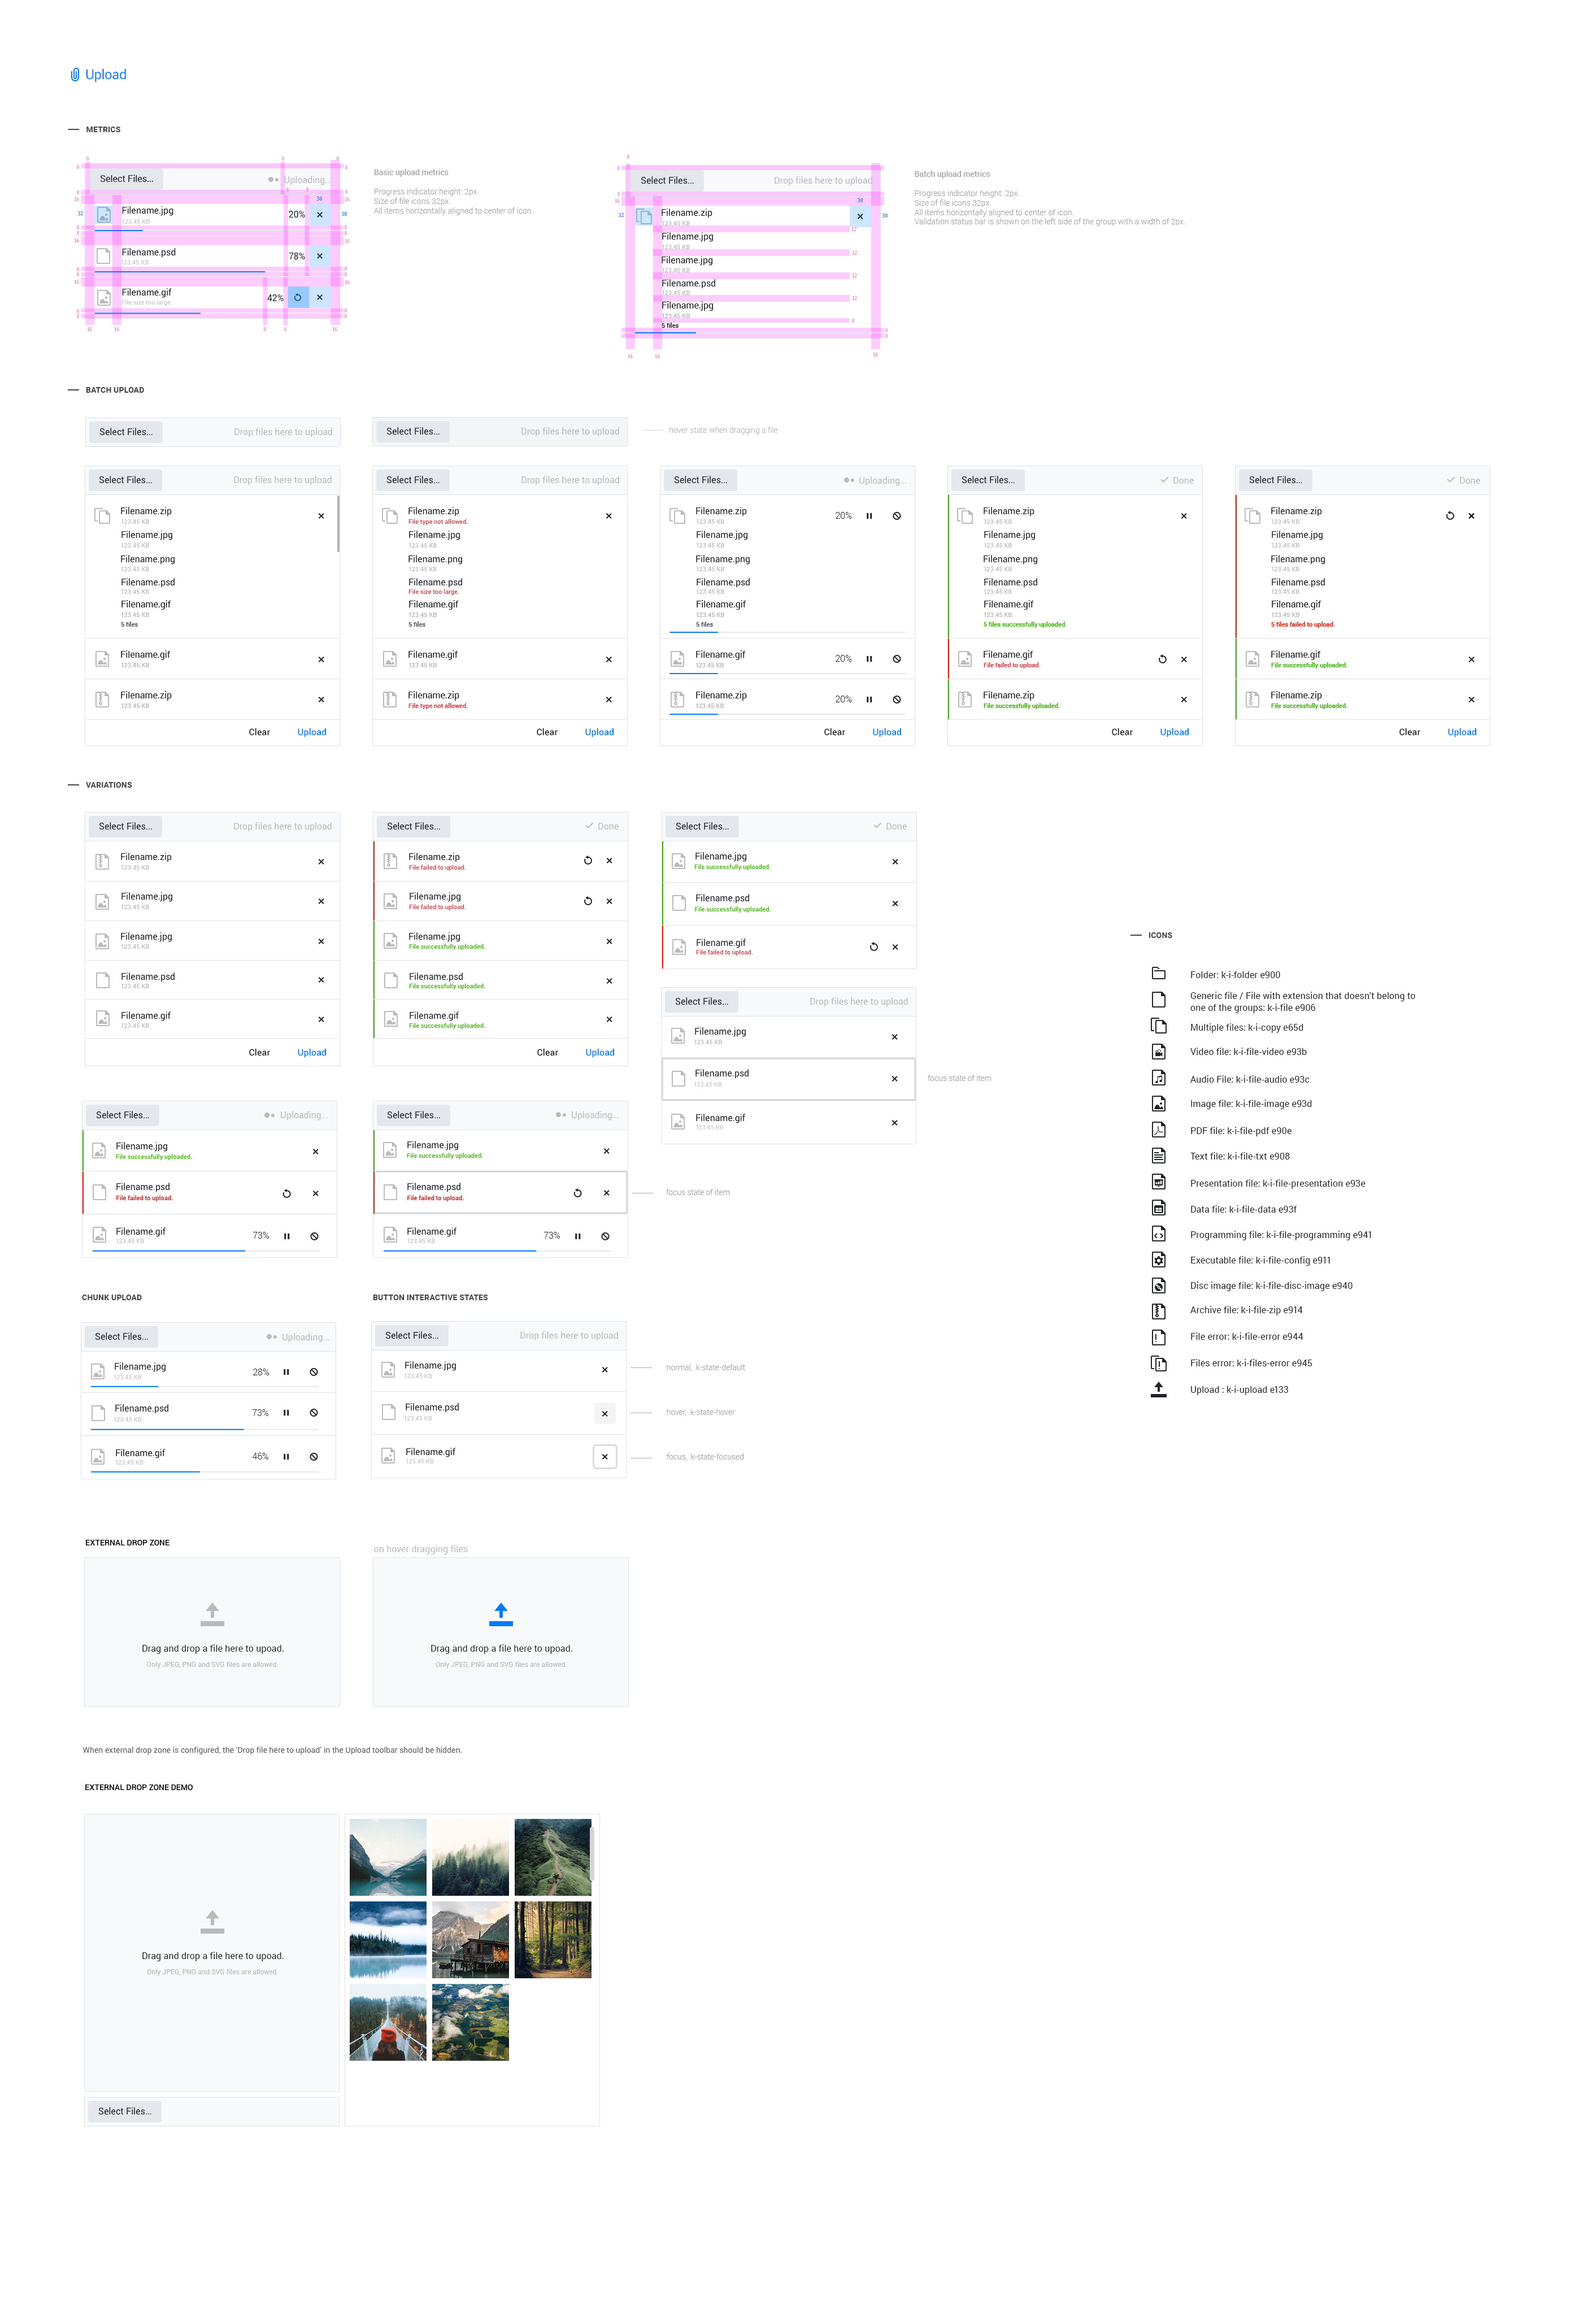 Upload
METRICS
Select Files...
Uploading...
Filename.jpg
123.45 KB
20%
Filename.psd
123.45 KB
78%
Filename.gif
File size too large.
42%
Basic upload metrics
Progress indicator height: 2px.
Size of file icons 32px.
All items horizontally aligned to center of icon.
Select Files...
Drop files here to upload
Filename.zip
123.45 KB
Filename.jpg
123.45 KB
Filename.jpg
123.45 KB
Filename.psd
123.45 KB
Filename.jpg
123.45 KB
5 files
Batch upload metrics
Progress indicator height: 2px.
Size of file icons 32px.
All items horizontally aligned to center of icon.
Validation status bar is shown on the left side of the group with a width of 2px.
BATCH UPLOAD
Select Files...
Drop files here to upload
Select Files...
Drop files here to upload
hover state when dragging a file
Select Files...
Drop files here to upload
Filename.zip
123.45 KB
Filename.jpg
123.45 KB
Filename.png
123.45 KB
Filename.psd
123.45 KB
Filename.gif
123.45 KB
5 files
Filename.gif
123.45 KB
Filename.zip
123.45 KB
Clear
Upload
Select Files...
Drop files here to upload
Filename.zip
File type not allowed.
Filename.jpg
123.45 KB
Filename.png
123.45 KB
Filename.psd
File size too large.
Filename.gif
123.45 KB
5 files
Filename.gif
123.45 KB
Filename.zip
File type not allowed.
Clear
Upload
Select Files...
Uploading...
Filename.zip
123.45 KB
20%
Filename.jpg
123.45 KB
Filename.png
123.45 KB
Filename.psd
123.45 KB
Filename.gif
123.45 KB
5 files
Filename.gif
123.45 KB
20%
Filename.zip
123.45 KB
20%
Clear
Upload
Select Files...
Done
Filename.zip
123.45 KB
Filename.jpg
123.45 KB
Filename.png
123.45 KB
Filename.psd
123.45 KB
Filename.gif
123.45 KB
5 files successfully uploaded.
Filename.gif
File failed to upload.
Filename.zip
File successfully uploaded.
Clear
Upload
Select Files...
Done
Filename.zip
123.45 KB
Filename.jpg
123.45 KB
Filename.png
123.45 KB
Filename.psd
123.45 KB
Filename.gif
123.45 KB
5 files failed to upload.
Filename.gif
File successfully uploaded.
Filename.zip
File successfully uploaded.
Clear
Upload
VARIATIONS
Select Files...
Drop files here to upload
Filename.zip
123.45 KB
Filename.jpg
123.45 KB
Filename.jpg
123.45 KB
Filename.psd
123.45 KB
Filename.gif
123.45 KB
Clear
Upload
Select Files...
Done
Filename.zip
File failed to upload.
Filename.jpg
File failed to upload.
Filename.jpg
File successfully uploaded.
Filename.psd
File successfully uploaded.
Filename.gif
File successfully uploaded.
Clear
Upload
Select Files...
Done
Filename.jpg
File successfully uploaded.
Filename.psd
File successfully uploaded.
Filename.gif
File failed to upload.
Select Files...
Drop files here to upload
Filename.jpg
123.45 KB
Filename.psd
123.45 KB
Filename.gif
123.45 KB
focus state of item
Select Files...
Uploading...
Filename.jpg
File successfully uploaded.
Filename.psd
File failed to upload.
Filename.gif
123.45 KB
73%
Select Files...
Uploading...
Filename.jpg
File successfully uploaded.
Filename.psd
File failed to upload.
Filename.gif
123.45 KB
73%
focus state of item
ICONS
Folder: k-i-folder e900
Generic file / File with extension that doesn't belong to
one of the groups: k-i-file e906
Multiple files: k-i-copy e65d
Video file: k-i-file-video e93b
Audio File: k-i-file-audio e93c
Image file: k-i-file-image e93d
PDF file: k-i-file-pdf e90e
Text file: k-i-file-txt e908
Presentation file: k-i-file-presentation e93e
Data file: k-i-file-data e93f
Programming file: k-i-file-programming e941
Executable file: k-i-file-config e911
Disc image file: k-i-file-disc-image e940
Archive file: k-i-file-zip e914
File error: k-i-file-error e944
Files error: k-i-files-error e945
Upload : k-i-upload e133
CHUNK UPLOAD
Select Files...
Uploading...
Filename.jpg
123.45 KB
28%
Filename.psd
123.45 KB
73%
Filename.gif
123.45 KB
46%
BUTTON INTERACTIVE STATES
Select Files...
Drop files here to upload
Filename.jpg
123.45 KB
:normal, .k-state-default
Filename.psd
123.45 KB
:hover, .k-state-hover
Filename.gif
123.45 KB
:focus, .k-state-focused
EXTERNAL DROP ZONE
Drag and drop a file here to upoad.
Only JPEG, PNG and SVG files are allowed.
on hover dragging files
Drag and drop a file here to upoad.
Only JPEG, PNG and SVG files are allowed.
When external drop zone is configured, the 'Drop file here to upload' in the Upload toolbar should be hidden.
EXTERNAL DROP ZONE DEMO
Drag and drop a file here to upoad.
Only JPEG, PNG and SVG files are allowed.
Select Files...